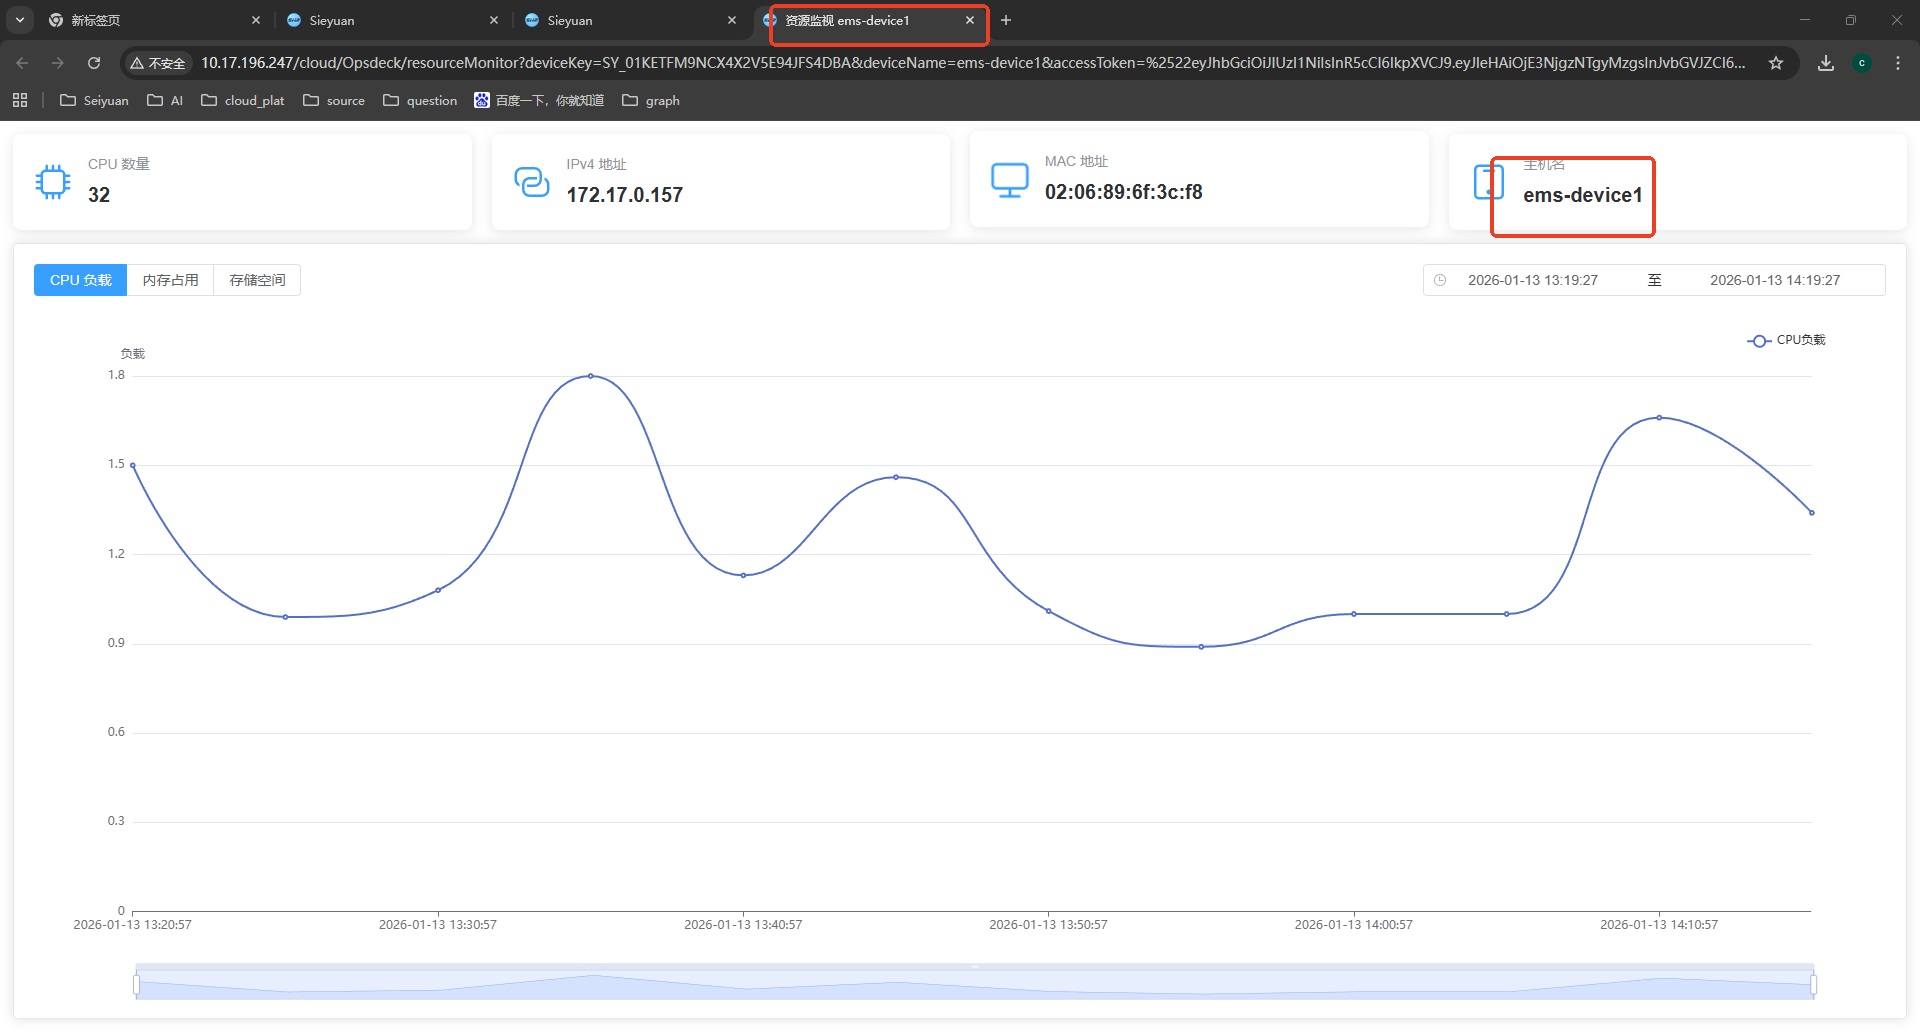 新标签页
Sieyuan
Sieyuan
资源监视 ems-device1
不安全
10.17.196.247/cloud/Opsdeck/resourceMonitor?deviceKey=SY_01KETFM9NCX4X2V5E94JFS4DBA&deviceName=ems-device1&accessToken=%2522eyJhbGciOiJIUzI1NiIsInR5cCI6IkpXVCJ9.eyJleHAiOjE3NjgzNTgyMzgsInJvbGVJZCI6...
c
Seiyuan
AI
cloud_plat
source
question
百度一下，你就知道
graph
CPU 数量
32
IPv4 地址
172.17.0.157
MAC 地址
02:06:89:6f:3c:f8
主机名
ems-device1
CPU 负载
内存占用
存储空间
2026-01-13 13:19:27 至 2026-01-13 14:19:27
CPU负载
负载
1.8
1.5
1.2
0.9
0.6
0.3
0
2026-01-13 13:20:57
2026-01-13 13:30:57
2026-01-13 13:40:57
2026-01-13 13:50:57
2026-01-13 14:00:57
2026-01-13 14:10:57